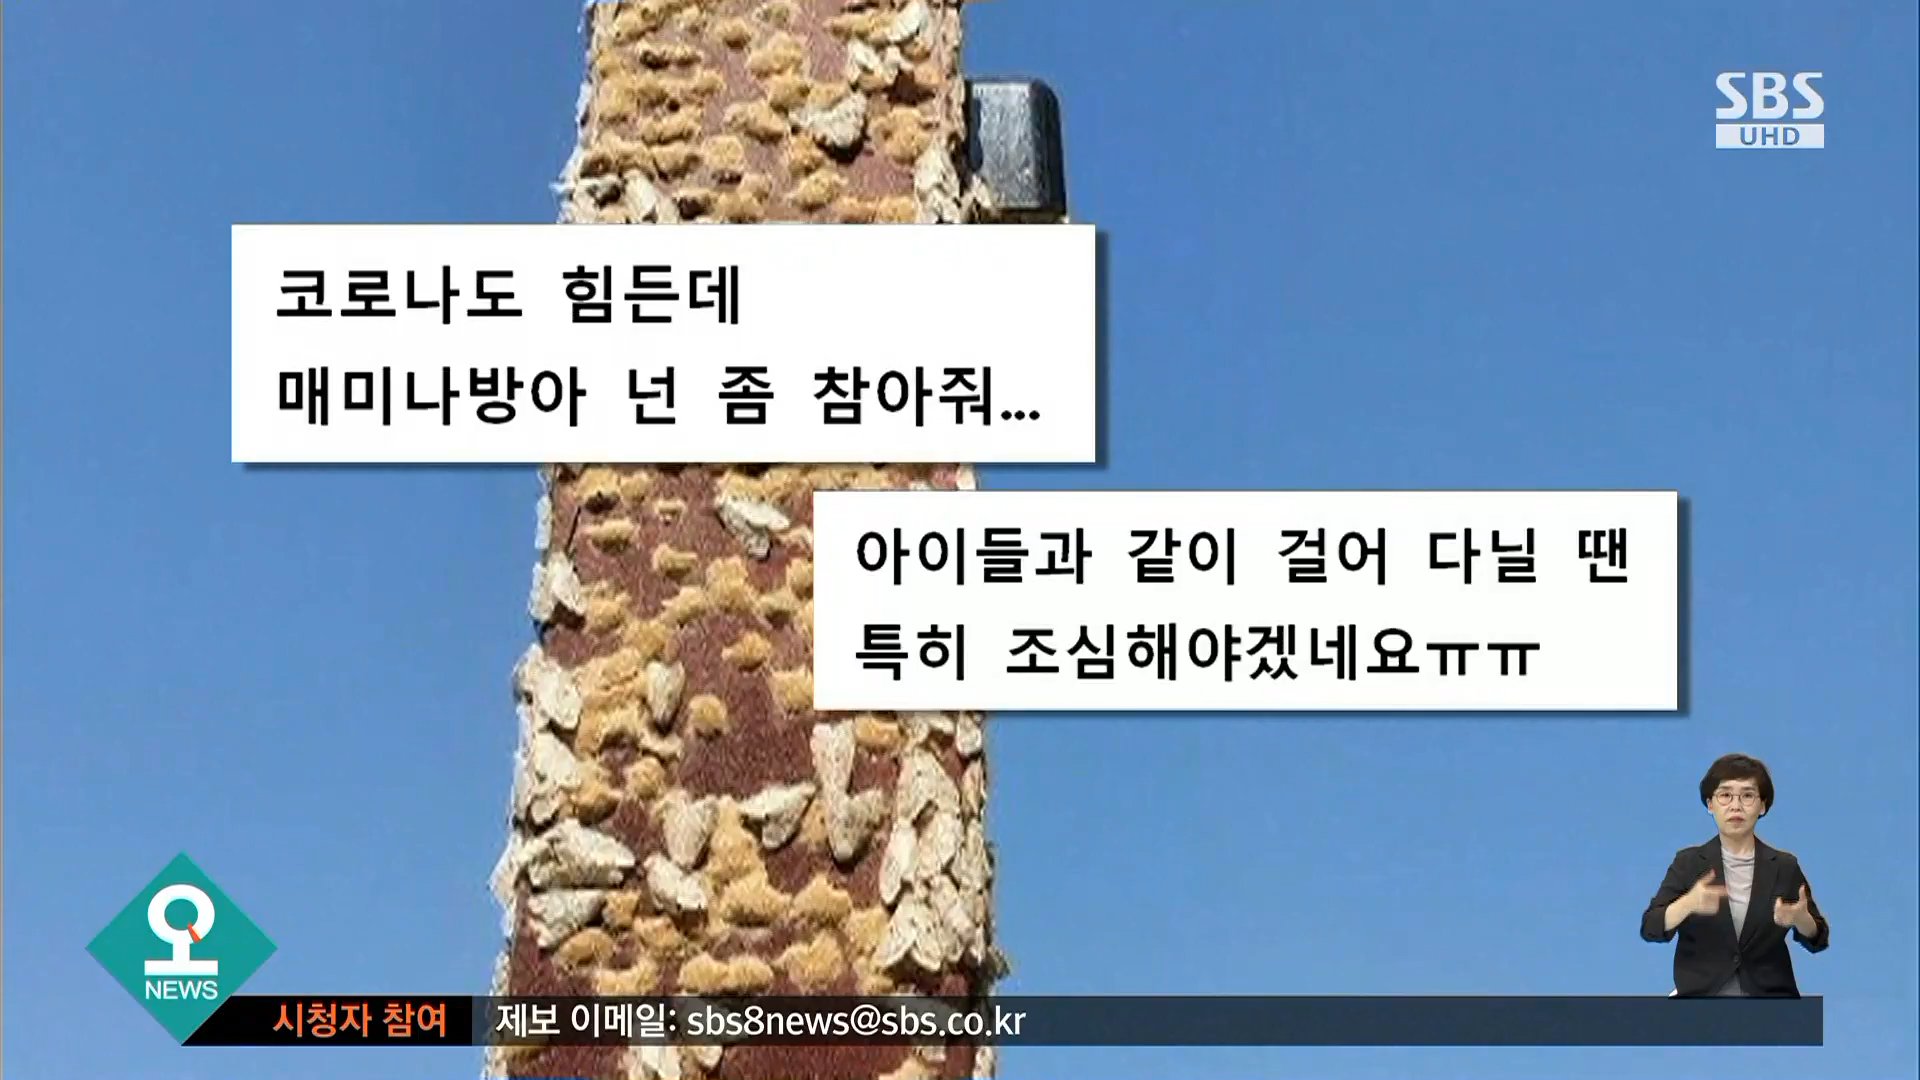 SBS
UHD
코로나도 힘든데
매미나방아 넌 좀 참아줘...
아이들과 같이 걸어 다닐 땐
특히 조심해야겠네요ㅠㅠ
오
NEWS
시청자 참여 제보 이메일: sbs8news@sbs.co.kr